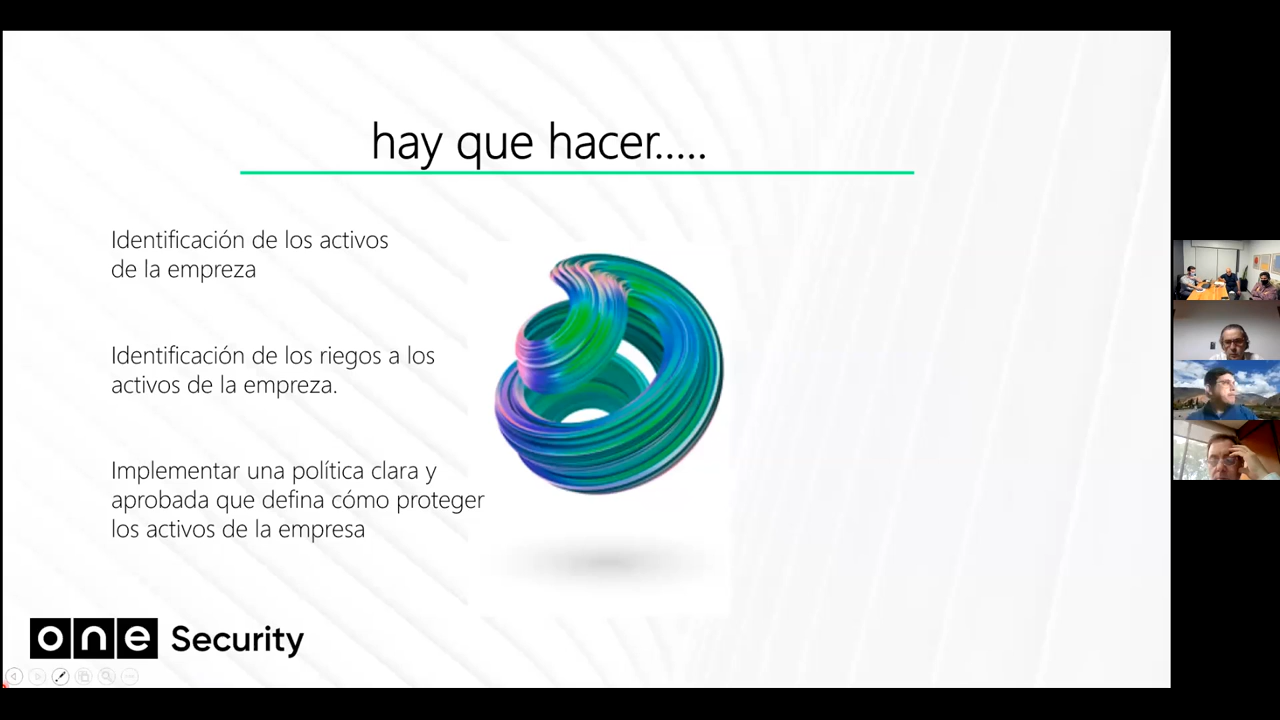 hay que hacer.....
Identificación de los activos
de la empreza
Identificación de los riegos a los
activos de la empreza.
Implementar una política clara y
aprobada que defina cómo proteger
los activos de la empresa
one Security